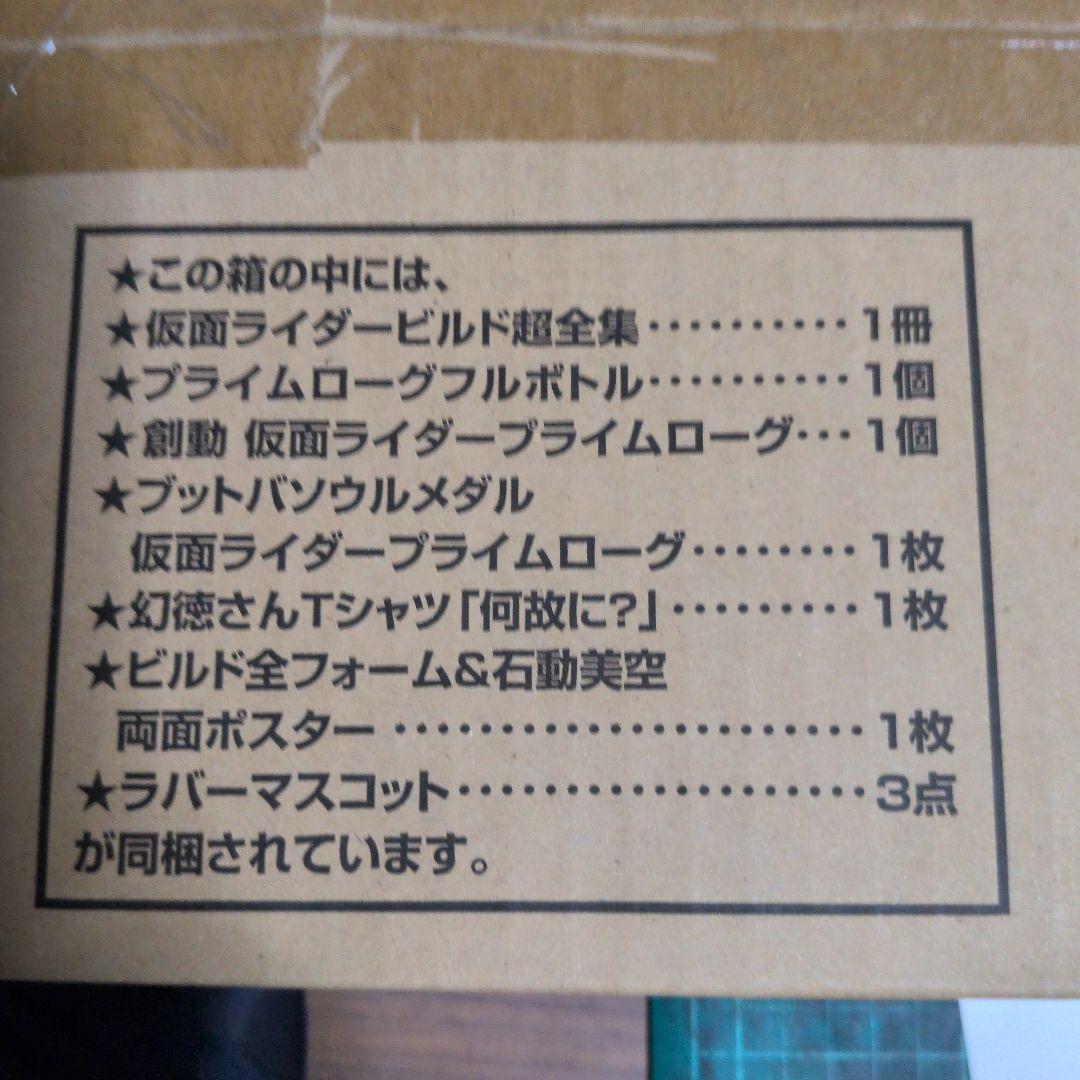 ★この箱の中には、
★仮面ライダービルド超全集‥‥‥‥‥1冊
★プライムローグフルボトル‥‥‥‥‥1個
★創動 仮面ライダープライムローグ…1個
★ブットバソウルメダル
仮面ライダープライムローグ‥‥‥‥1枚
★幻徳さんTシャツ「何故に?」‥‥‥‥‥1枚
★ビルド全フォーム&石動美空
両面ポスター‥‥‥‥‥‥‥‥‥‥‥1枚
★ラバーマスコット‥‥‥‥‥‥‥‥‥‥3点
が同梱されています。